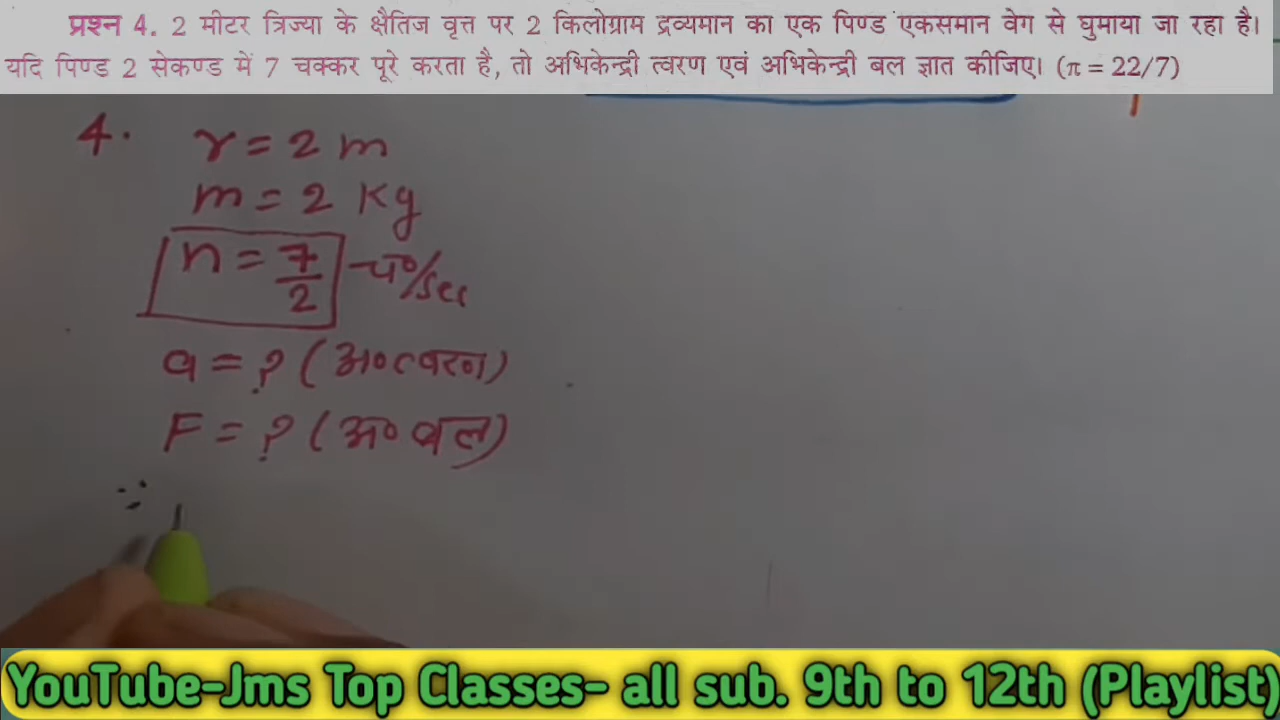 प्रश्न 4. 2 मीटर त्रिज्या के क्षैतिज वृत्त पर 2 किलोग्राम द्रव्यमान का एक पिण्ड एकसमान वेग से घुमाया जा रहा है।
यदि पिण्ड 2 सेकण्ड में 7 चक्कर पूरे करता है, तो अभिकेन्द्री त्वरण एवं अभिकेन्द्री बल ज्ञात कीजिए। (π = 22/7)
4. r = 2 m
m = 2 Kg
n = 7/2 च०/sec
a = ? (अ० त्वरण)
F = ? (अ० बल)
∵
YouTube-Jms Top Classes- all sub. 9th to 12th (Playlist)